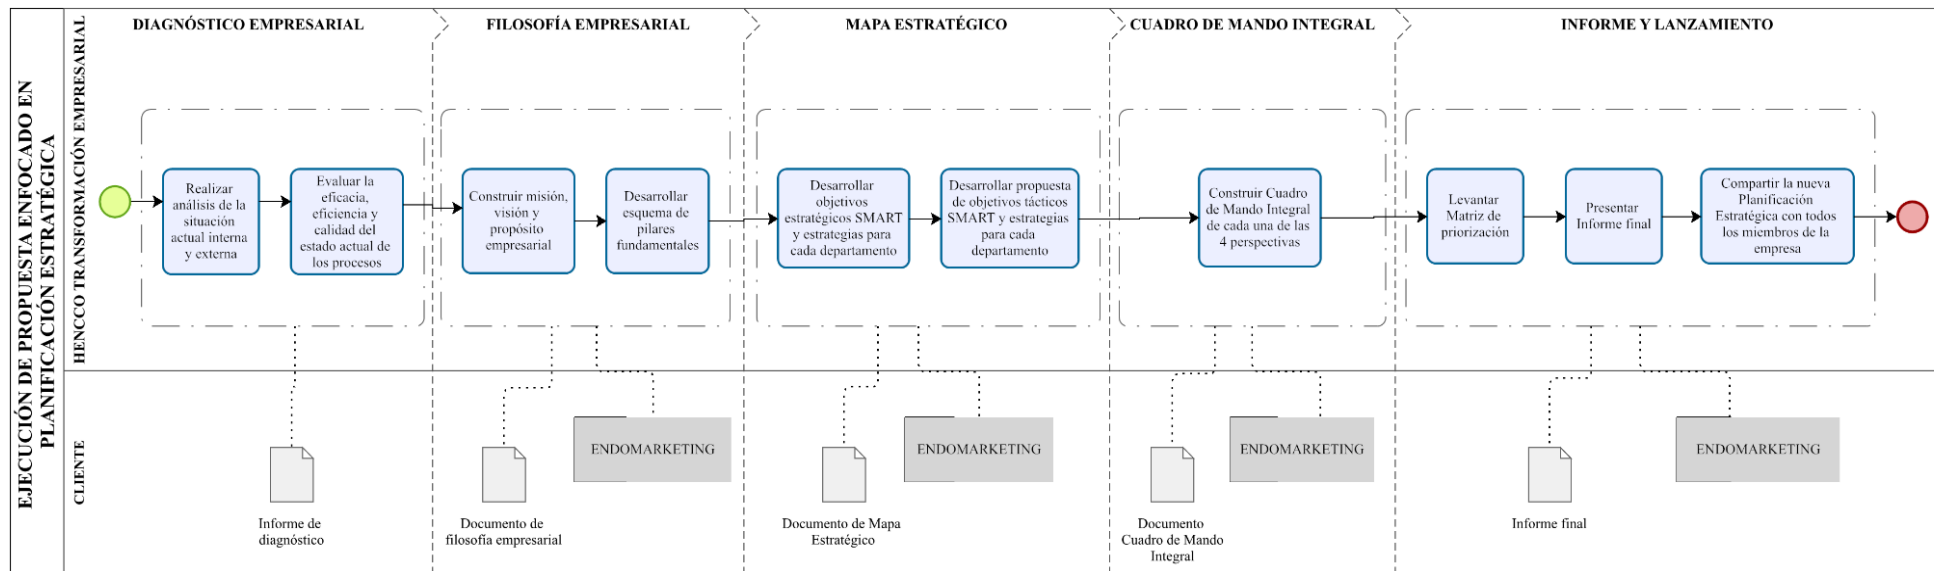 EJECUCIÓN DE PROPUESTA ENFOCADO EN
PLANIFICACIÓN ESTRATÉGICA
HENCCO TRANSFORMACIÓN EMPRESARIAL
DIAGNÓSTICO EMPRESARIAL
FILOSOFÍA EMPRESARIAL
MAPA ESTRATÉGICO
CUADRO DE MANDO INTEGRAL
INFORME Y LANZAMIENTO
Realizar
análisis de la
situación
actual interna
y externa
Evaluar la
eficacia,
eficiencia y
calidad del
estado actual de
los procesos
Construir misión,
visión y
propósito
empresarial
Desarrollar
esquema de
pilares
fundamentales
Desarrollar
objetivos
estratégicos SMART
y estrategias para
cada departamento
Desarrollar propuesta
de objetivos tácticos
SMART y estrategias
para cada
departamento
Construir Cuadro
de Mando Integral
de cada una de las
4 perspectivas
Levantar
Matriz de
priorización
Presentar
Informe final
Compartir la nueva
Planificación
Estratégica con todos
los miembros de la
empresa
CLIENTE
Informe de
diagnóstico
Documento de
filosofía empresarial
ENDOMARKETING
Documento de Mapa
Estratégico
ENDOMARKETING
Documento
Cuadro de Mando
Integral
ENDOMARKETING
Informe final
ENDOMARKETING